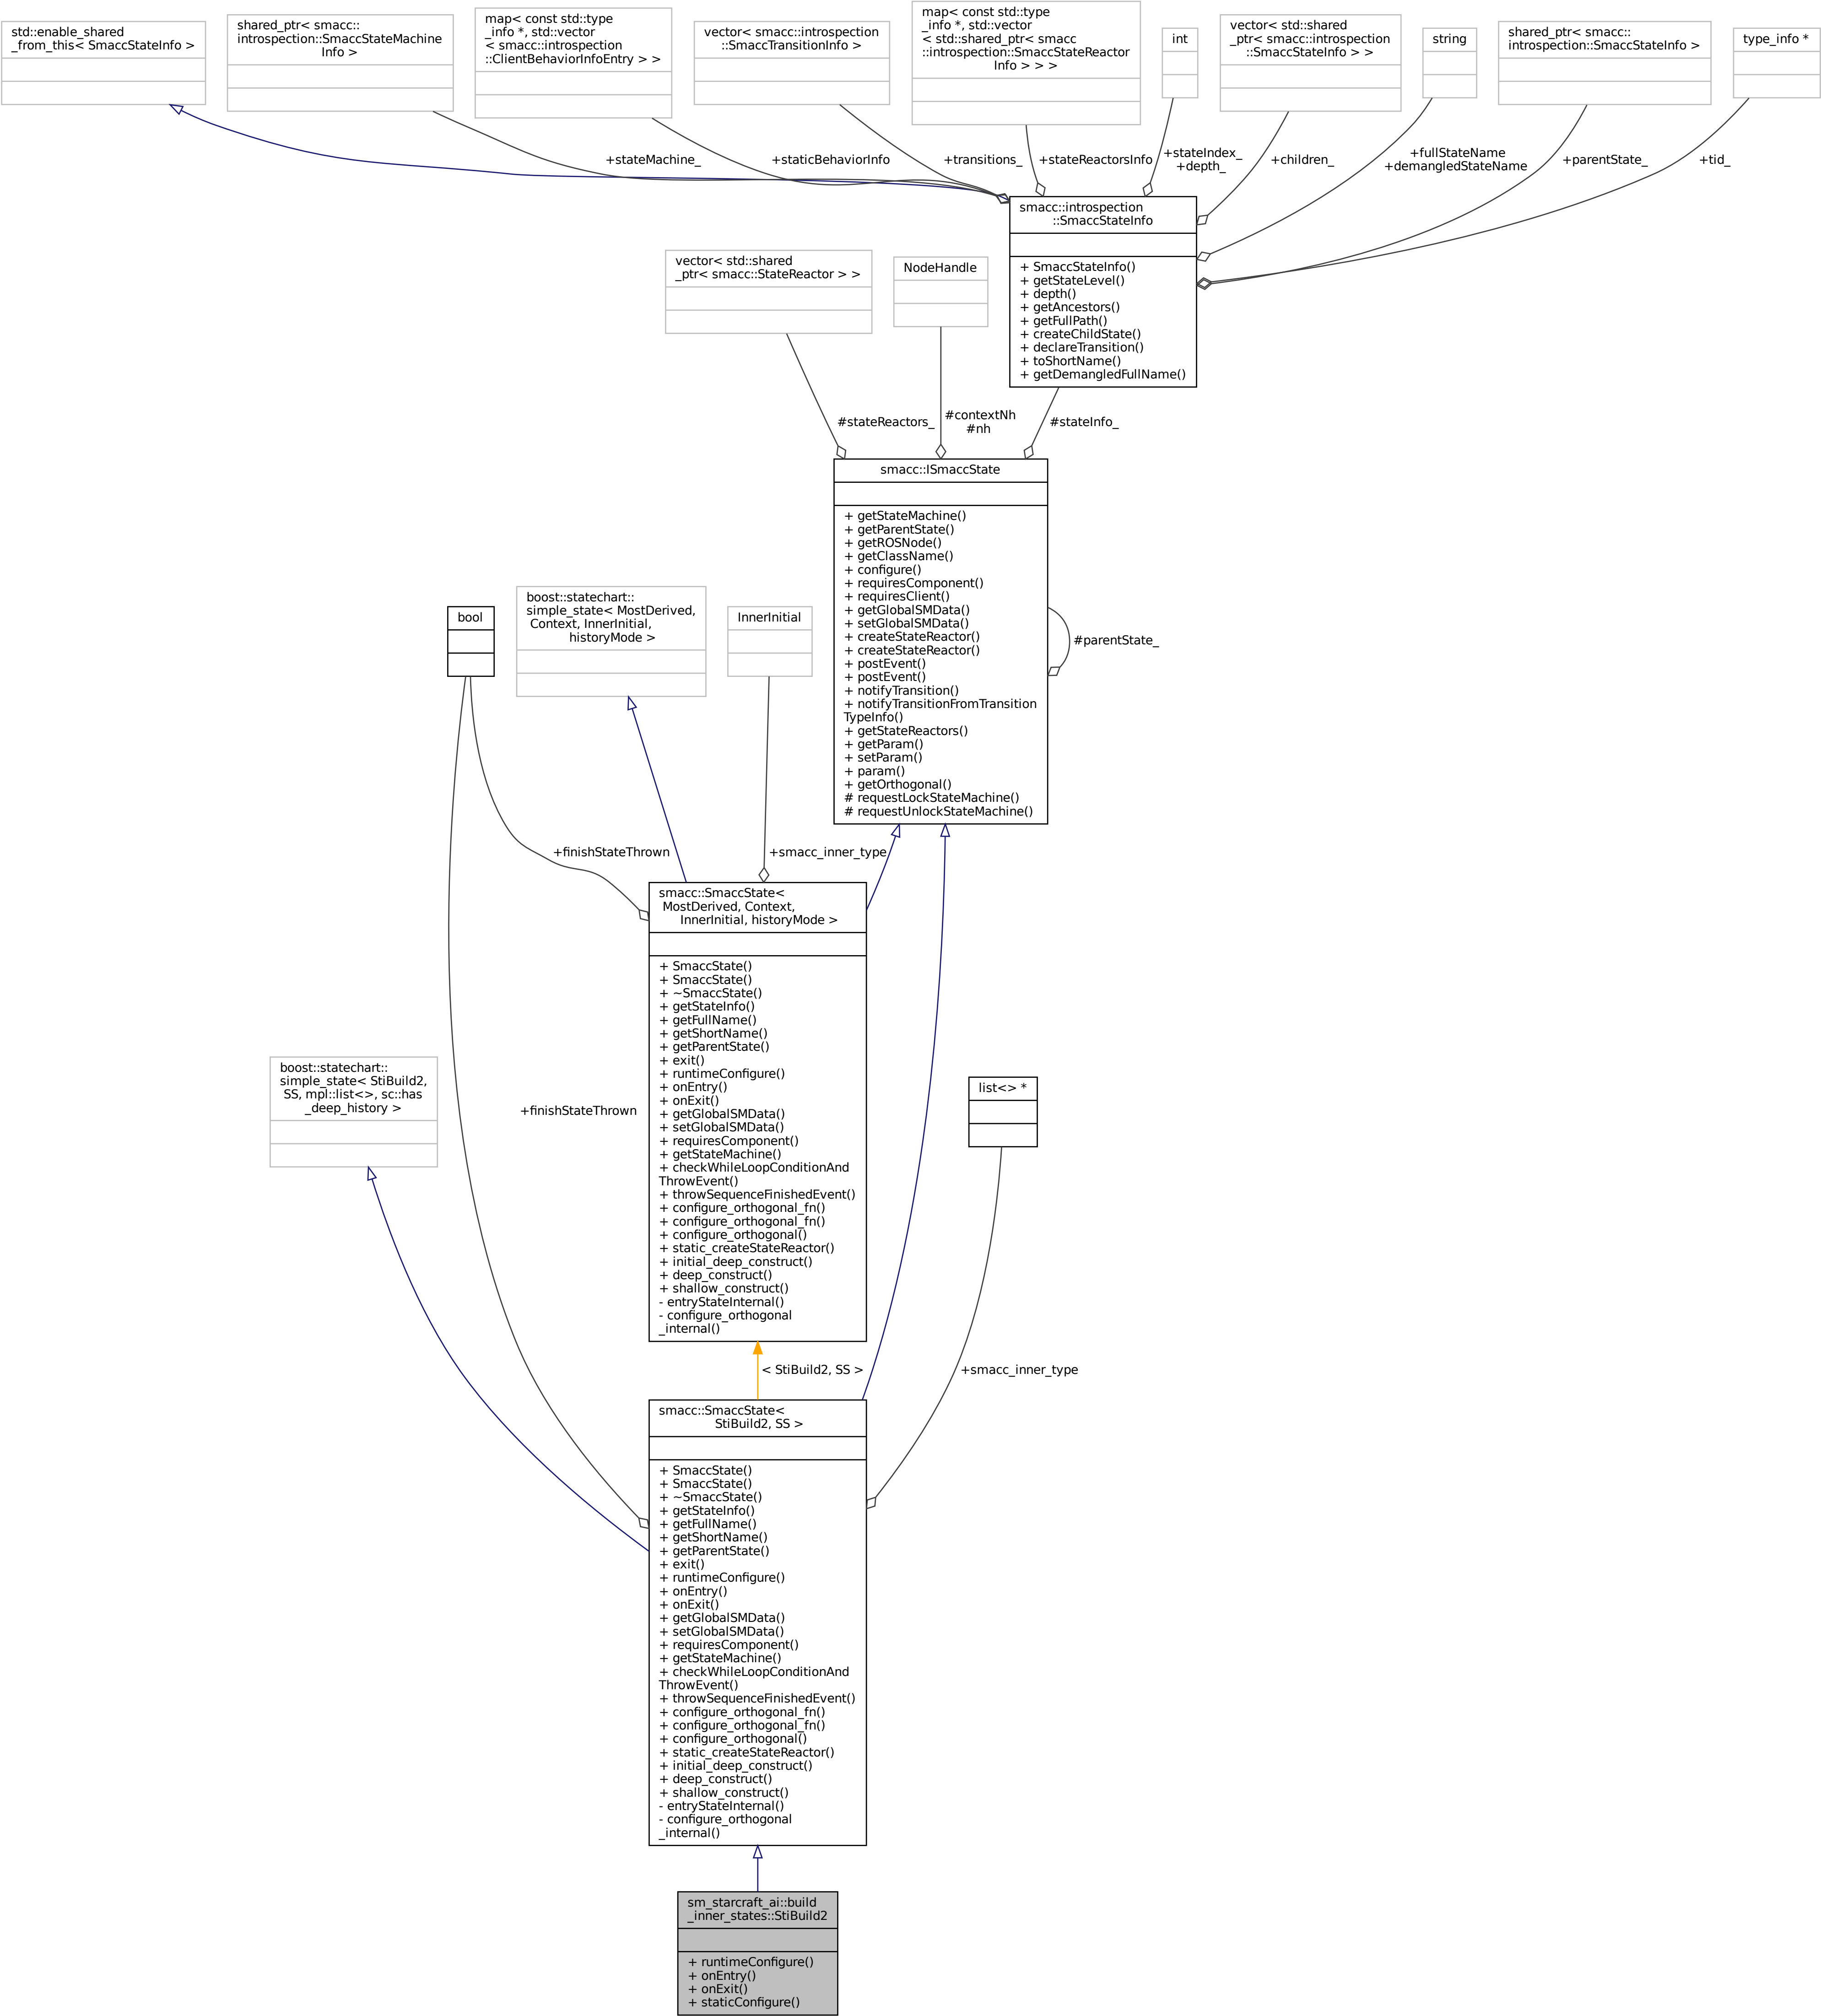 std::enable_shared
_from_this< SmaccStateInfo >
shared_ptr< smacc::
introspection::SmaccStateMachine
Info >
map< const std::type
_info *, std::vector
< smacc::introspection
::ClientBehaviorInfoEntry > >
vector< smacc::introspection
::SmaccTransitionInfo >
map< const std::type
_info *, std::vector
< std::shared_ptr< smacc
::introspection::SmaccStateReactor
Info > > >
int
vector< std::shared
_ptr< smacc::introspection
::SmaccStateInfo > >
string
shared_ptr< smacc::
introspection::SmaccStateInfo >
type_info *
+stateMachine_
+staticBehaviorInfo
+transitions_
+stateReactorsInfo
+stateIndex_
+depth_
+children_
+fullStateName
+demangledStateName
+parentState_
+tid_
smacc::introspection
::SmaccStateInfo
+ SmaccStateInfo()
+ getStateLevel()
+ depth()
+ getAncestors()
+ getFullPath()
+ createChildState()
+ declareTransition()
+ toShortName()
+ getDemangledFullName()
vector< std::shared
_ptr< smacc::StateReactor > >
NodeHandle
#stateReactors_
#contextNh
#nh
#stateInfo_
smacc::ISmaccState
+ getStateMachine()
+ getParentState()
+ getROSNode()
+ getClassName()
+ configure()
+ requiresComponent()
+ requiresClient()
+ getGlobalSMData()
+ setGlobalSMData()
+ createStateReactor()
+ createStateReactor()
+ postEvent()
+ postEvent()
+ notifyTransition()
+ notifyTransitionFromTransition
TypeInfo()
+ getStateReactors()
+ getParam()
+ setParam()
+ param()
+ getOrthogonal()
# requestLockStateMachine()
# requestUnlockStateMachine()
#parentState_
bool
boost::statechart::
simple_state< MostDerived,
Context, InnerInitial,
historyMode >
InnerInitial
+finishStateThrown
+smacc_inner_type
smacc::SmaccState<
MostDerived, Context,
InnerInitial, historyMode >
+ SmaccState()
+ SmaccState()
+ ~SmaccState()
+ getStateInfo()
+ getFullName()
+ getShortName()
+ getParentState()
+ exit()
+ runtimeConfigure()
+ onEntry()
+ onExit()
+ getGlobalSMData()
+ setGlobalSMData()
+ requiresComponent()
+ getStateMachine()
+ checkWhileLoopConditionAnd
ThrowEvent()
+ throwSequenceFinishedEvent()
+ configure_orthogonal_fn()
+ configure_orthogonal_fn()
+ configure_orthogonal()
+ static_createStateReactor()
+ initial_deep_construct()
+ deep_construct()
+ shallow_construct()
- entryStateInternal()
- configure_orthogonal
_internal()
boost::statechart::
simple_state< StiBuild2,
SS, mpl::list<>, sc::has
_deep_history >
+finishStateThrown
list<> *
< StiBuild2, SS >
+smacc_inner_type
smacc::SmaccState<
StiBuild2, SS >
+ SmaccState()
+ SmaccState()
+ ~SmaccState()
+ getStateInfo()
+ getFullName()
+ getShortName()
+ getParentState()
+ exit()
+ runtimeConfigure()
+ onEntry()
+ onExit()
+ getGlobalSMData()
+ setGlobalSMData()
+ requiresComponent()
+ getStateMachine()
+ checkWhileLoopConditionAnd
ThrowEvent()
+ throwSequenceFinishedEvent()
+ configure_orthogonal_fn()
+ configure_orthogonal_fn()
+ configure_orthogonal()
+ static_createStateReactor()
+ initial_deep_construct()
+ deep_construct()
+ shallow_construct()
- entryStateInternal()
- configure_orthogonal
_internal()
sm_starcraft_ai::build
_inner_states::StiBuild2
+ runtimeConfigure()
+ onEntry()
+ onExit()
+ staticConfigure()